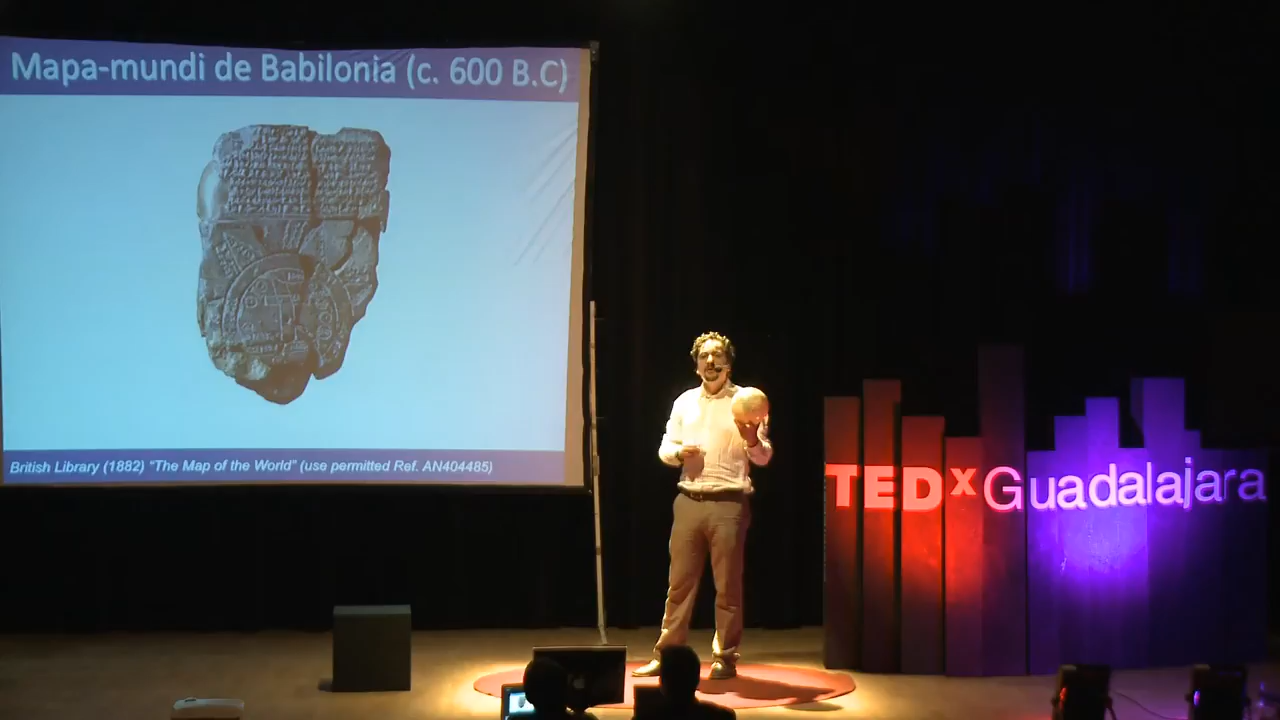 Mapa-mundi de Babilonia (c. 600 B.C)
British Library (1882) "The Map of the World" (use permitted Ref. AN404485)
TEDxGuadalajara